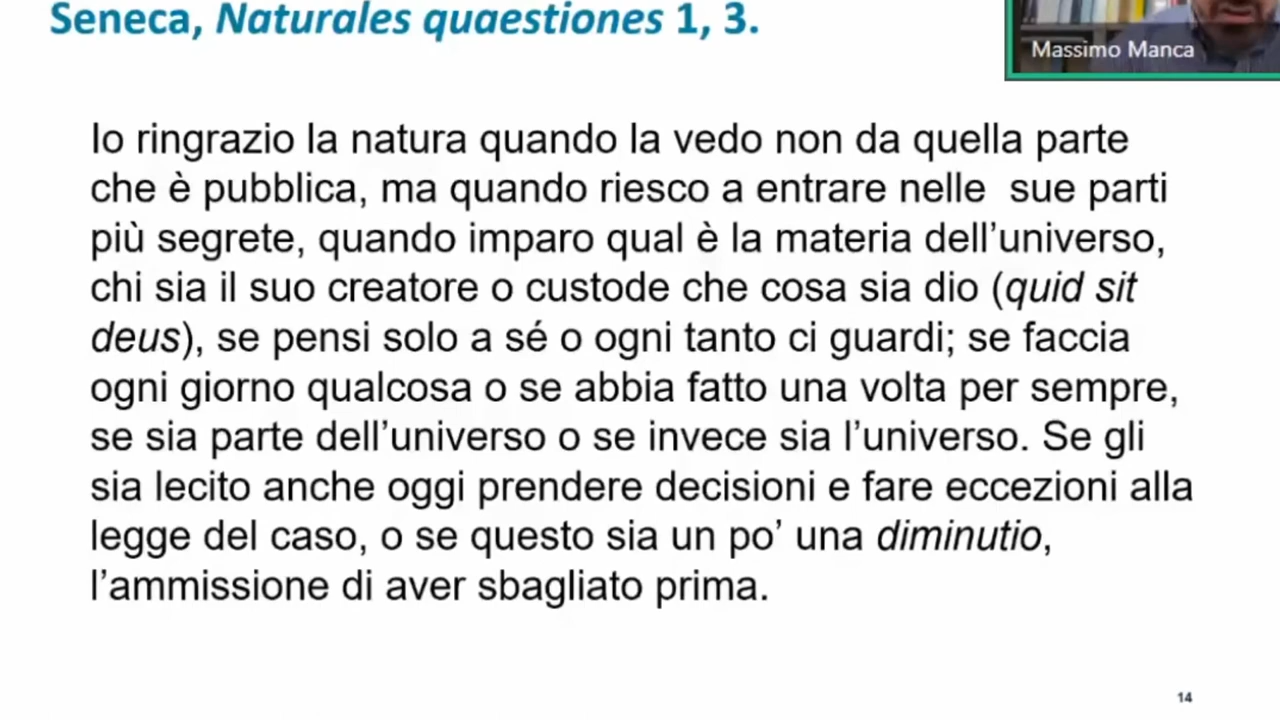 Seneca, Naturales quaestiones 1, 3.
Massimo Manca
Io ringrazio la natura quando la vedo non da quella parte
che è pubblica, ma quando riesco a entrare nelle  sue parti
più segrete, quando imparo qual è la materia dell’universo,
chi sia il suo creatore o custode che cosa sia dio (quid sit
deus), se pensi solo a sé o ogni tanto ci guardi; se faccia
ogni giorno qualcosa o se abbia fatto una volta per sempre,
se sia parte dell’universo o se invece sia l’universo. Se gli
sia lecito anche oggi prendere decisioni e fare eccezioni alla
legge del caso, o se questo sia un po’ una diminutio,
l’ammissione di aver sbagliato prima.
14